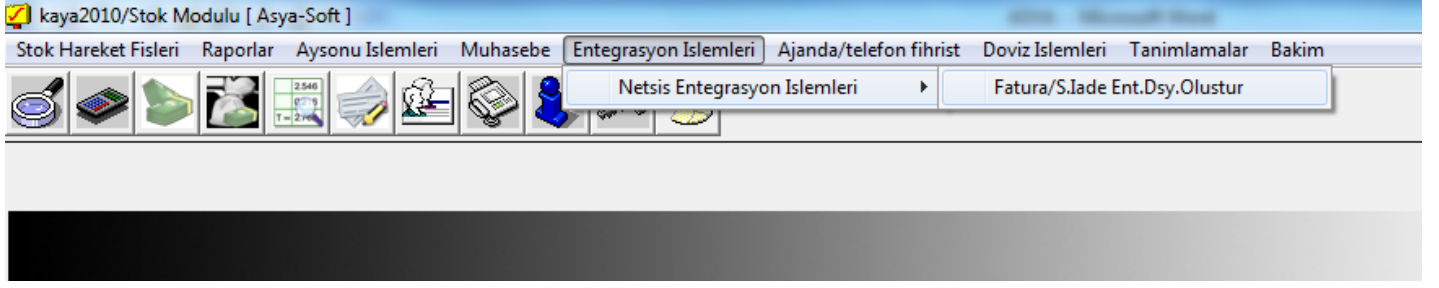 kaya2010/Stok Modulu [ Asya-Soft ]
Stok Hareket Fisleri Raporlar Aysonu Islemleri Muhasebe Entegrasyon Islemleri Ajanda/telefon fihrist Doviz Islemleri Tanimlamalar Bakim
Netsis Entegrasyon Islemleri Fatura/S.Iade Ent.Dsy.Olustur